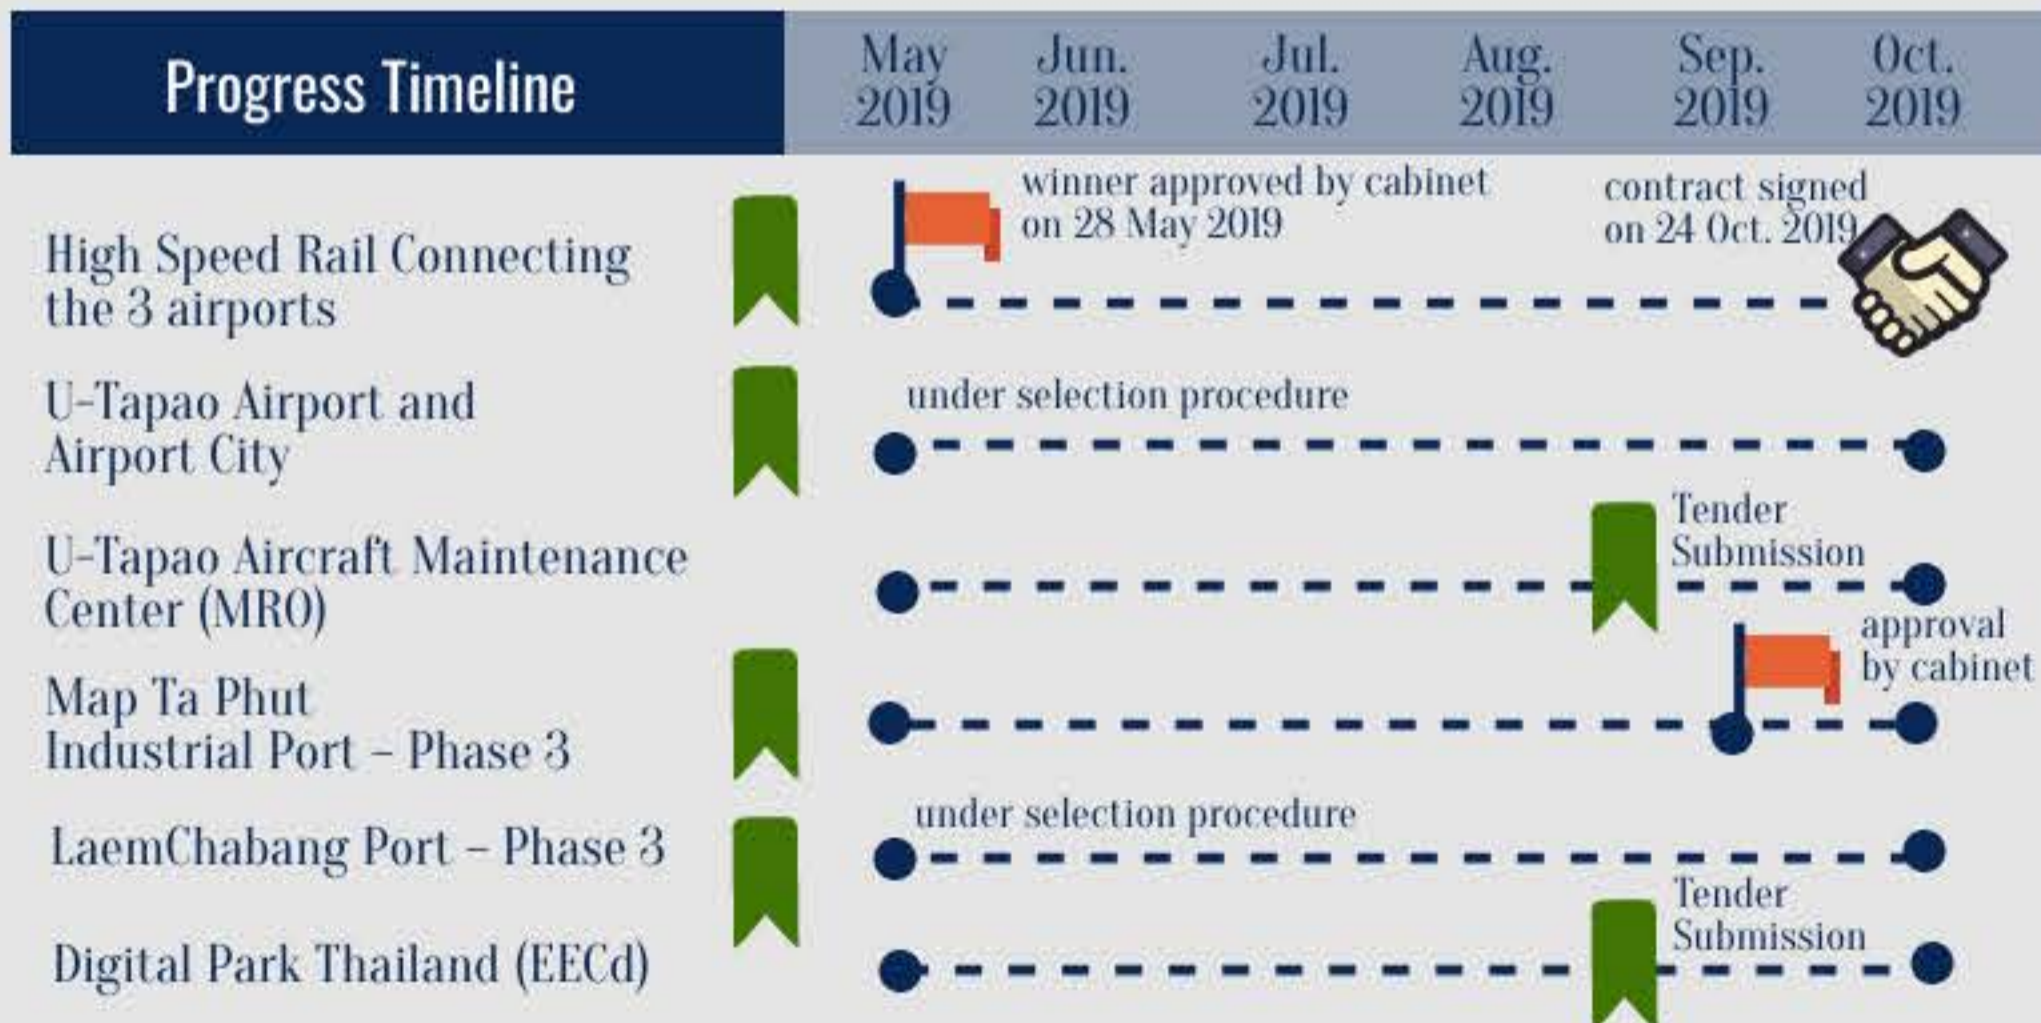 Progress Timeline
May
2019
Jun.
2019
Jul.
2019
Aug.
2019
Sep.
2019
Oct.
2019
High Speed Rail Connecting
the 3 airports
winner approved by cabinet
on 28 May 2019
contract signed
on 24 Oct. 2019
U-Tapao Airport and
Airport City
under selection procedure
U-Tapao Aircraft Maintenance
Center (MRO)
Tender
Submission
Map Ta Phut
Industrial Port – Phase 3
approval
by cabinet
LaemChabang Port – Phase 3
under selection procedure
Digital Park Thailand (EECd)
Tender
Submission